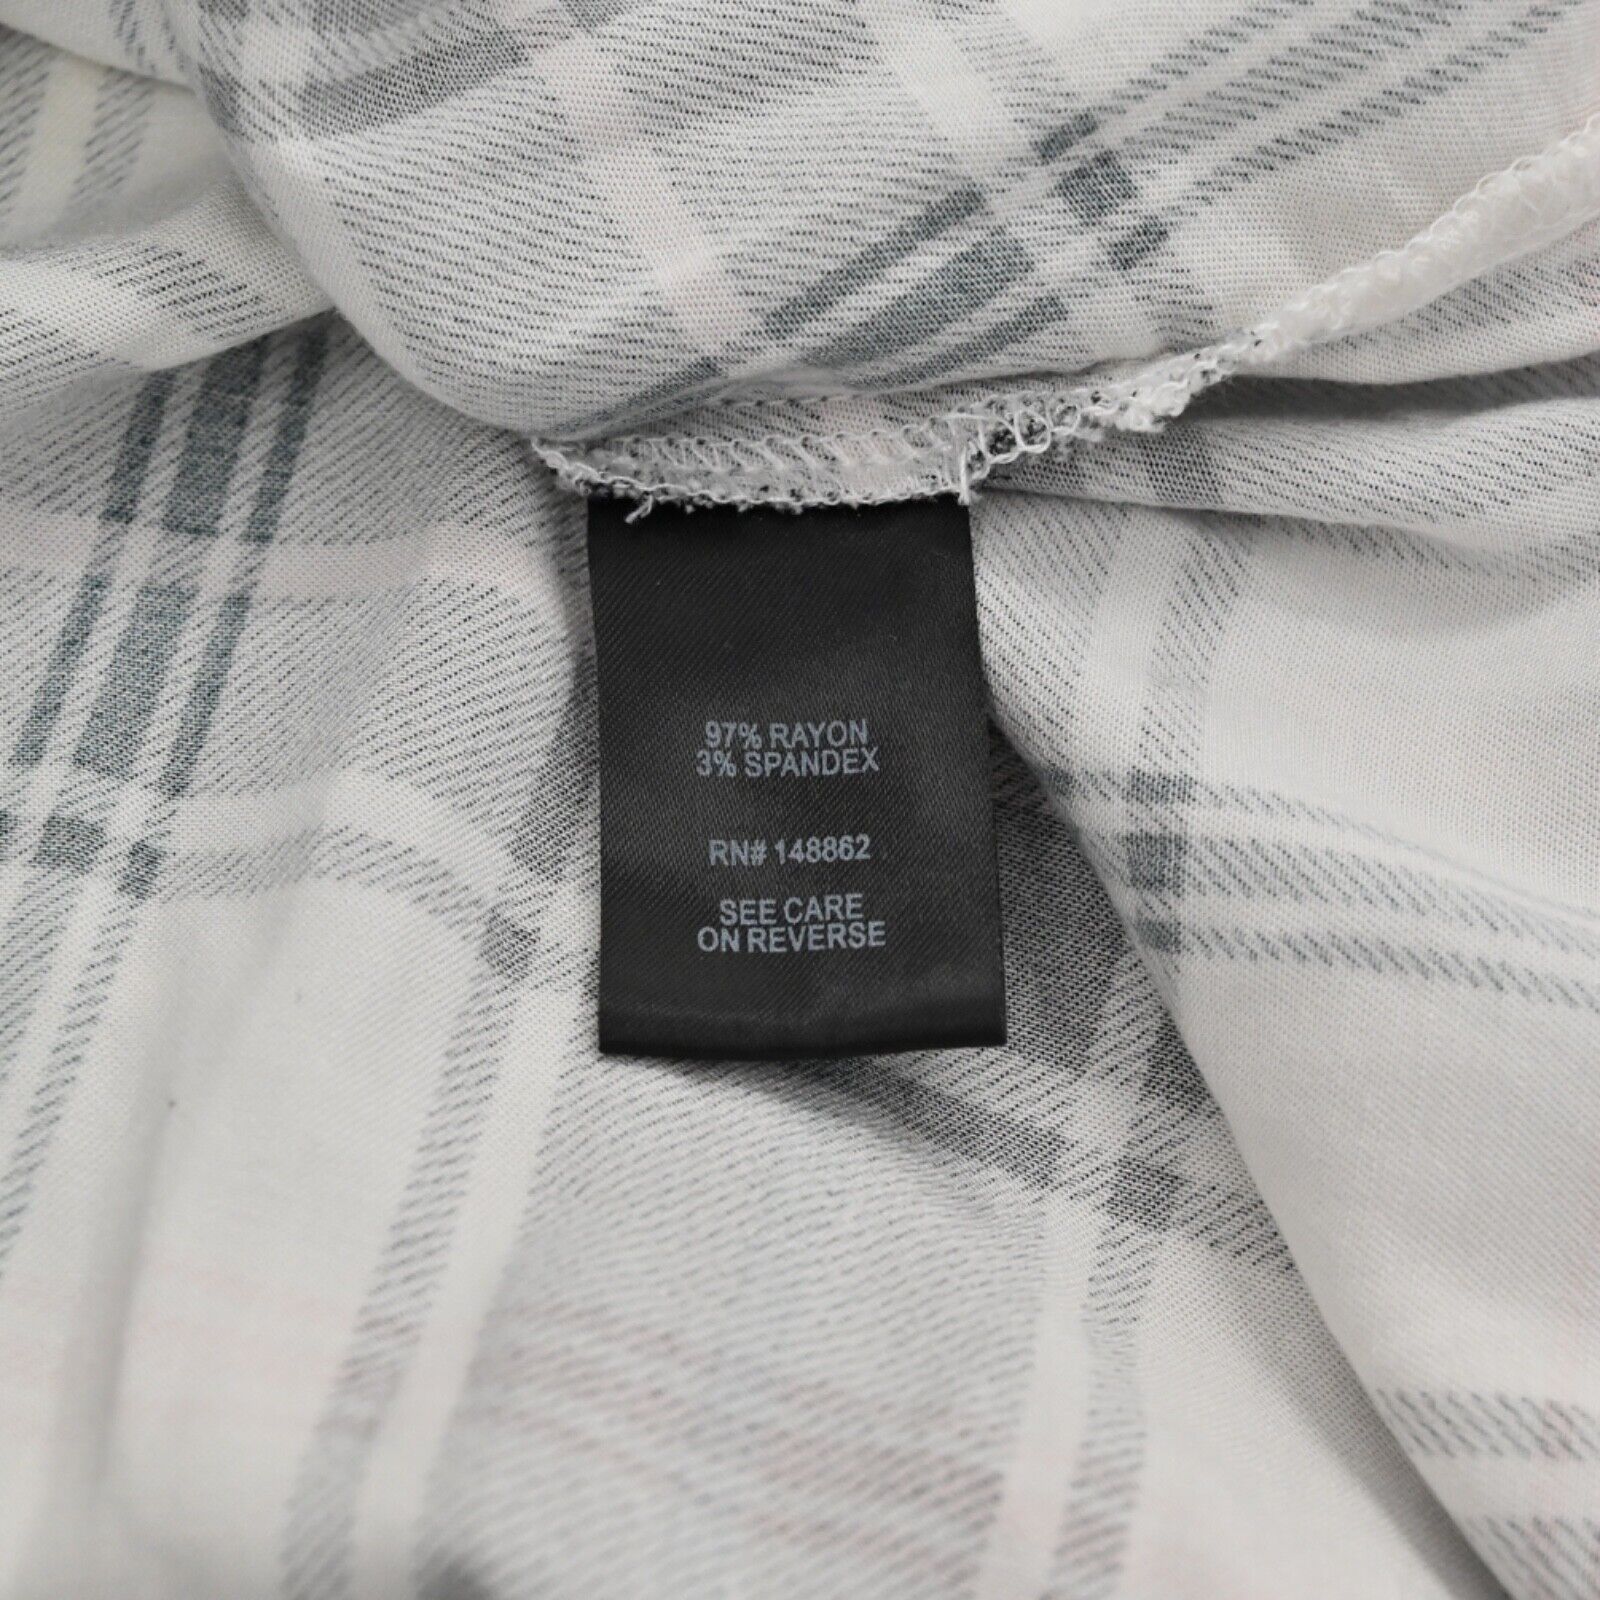 97% RAYON
3% SPANDEX
RN# 148862
SEE CARE
ON REVERSE